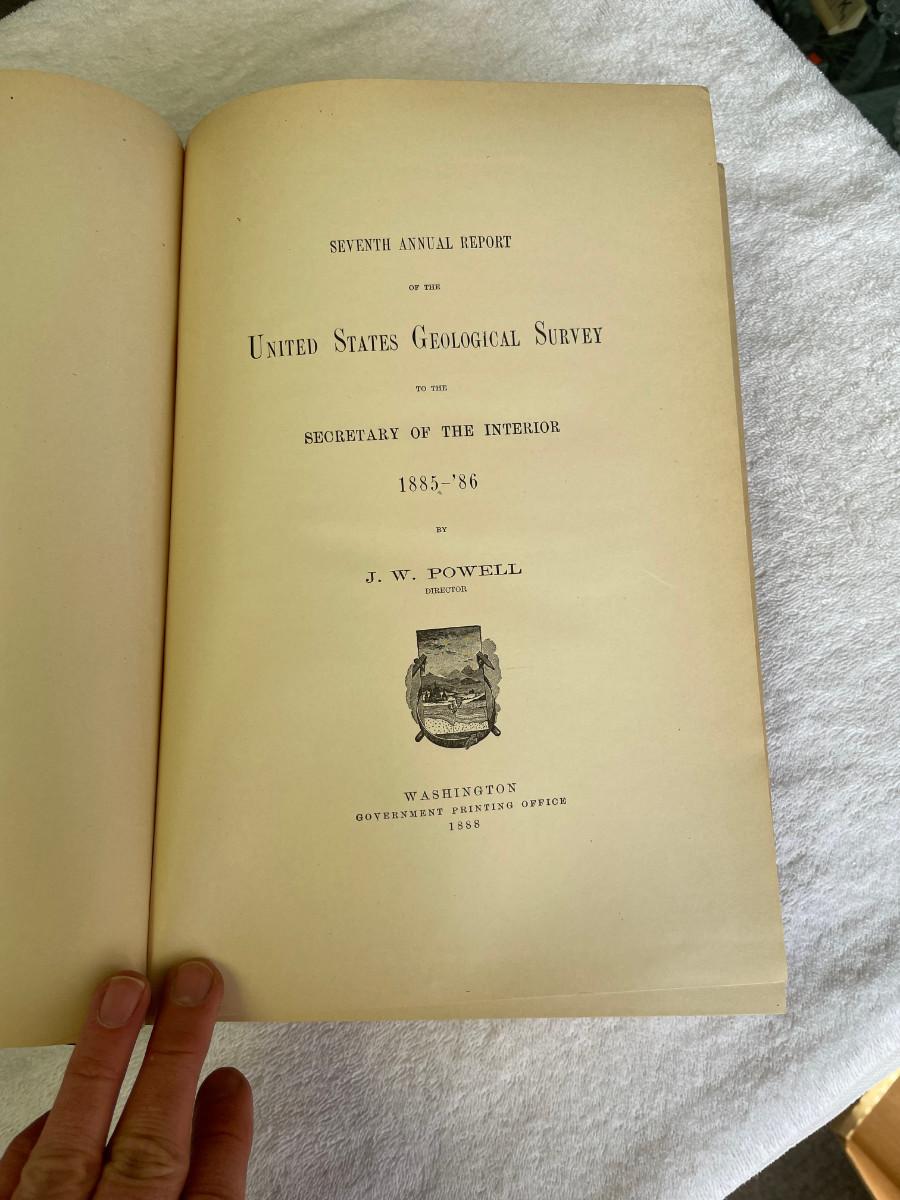 SEVENTH ANNUAL REPORT
OF THE
UNITED STATES GEOLOGICAL SURVEY
TO THE
SECRETARY OF THE INTERIOR
1885-'86
BY
J. W. POWELL
DIRECTOR
WASHINGTON
GOVERNMENT PRINTING OFFICE
1888